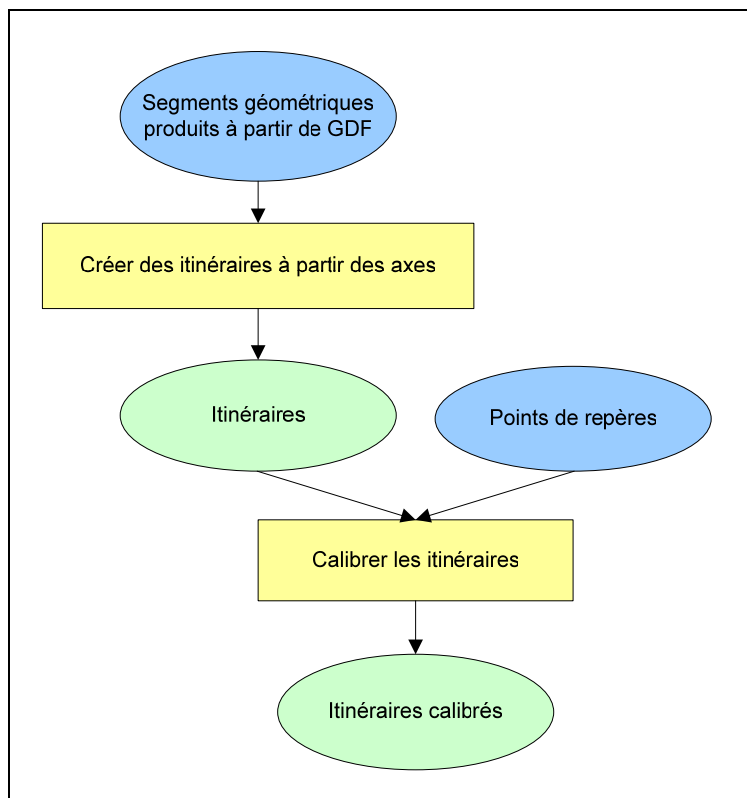 Segments géométriques
produits à partir de GDF
Créer des itinéraires à partir des axes
Itinéraires
Points de repères
Calibrer les itinéraires
Itinéraires calibrés